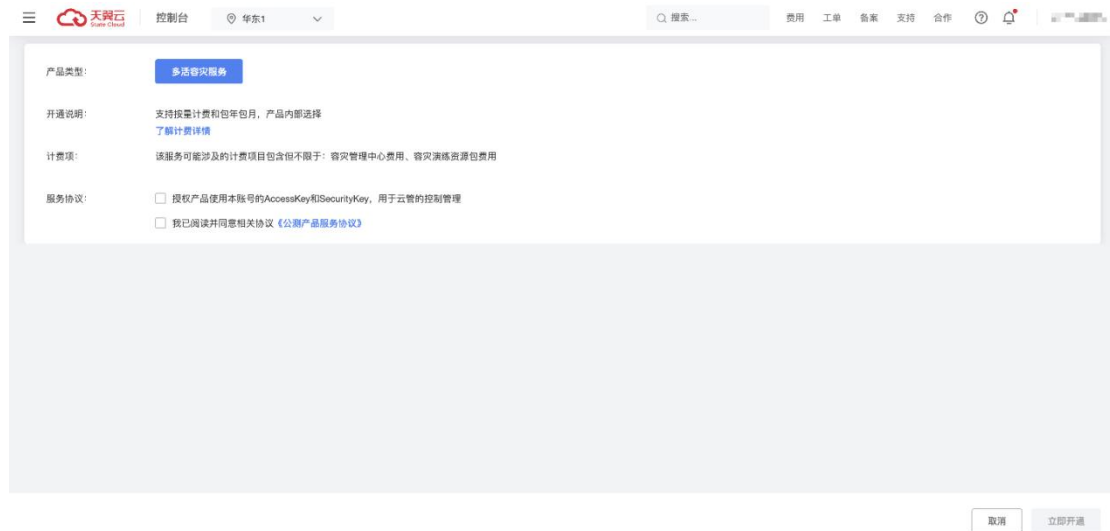 天翼云 控制台 华东1 搜索... 费用 工单 备案 支持 合作
State Cloud
产品类型： 多活容灾服务
开通说明： 支持按量计费和包年包月，产品内部选择
了解计费详情
计费项： 该服务可能涉及的计费项目包含但不限于：容灾管理中心费用、容灾演练资源包费用
服务协议： 授权产品使用本账号的AccessKey和SecurityKey，用于云管的控制管理
我已阅读并同意相关协议《公测产品服务协议》
取消 立即开通